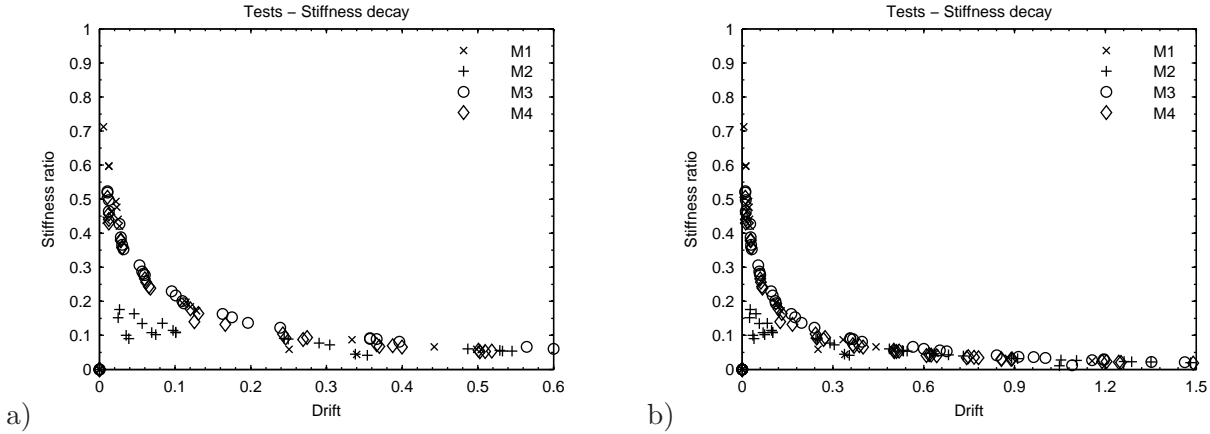 Tests − Stiffness decay
1
0.9
0.8
0.7
0.6
0.5
0.4
0.3
0.2
0.1
0
Stiffness ratio
M1
M2
M3
M4
0 0.1 0.2 0.3 0.4 0.5 0.6
Drift
a)
Tests − Stiffness decay
1
0.9
0.8
0.7
0.6
0.5
0.4
0.3
0.2
0.1
0
Stiffness ratio
M1
M2
M3
M4
0 0.3 0.6 0.9 1.2 1.5
Drift
b)